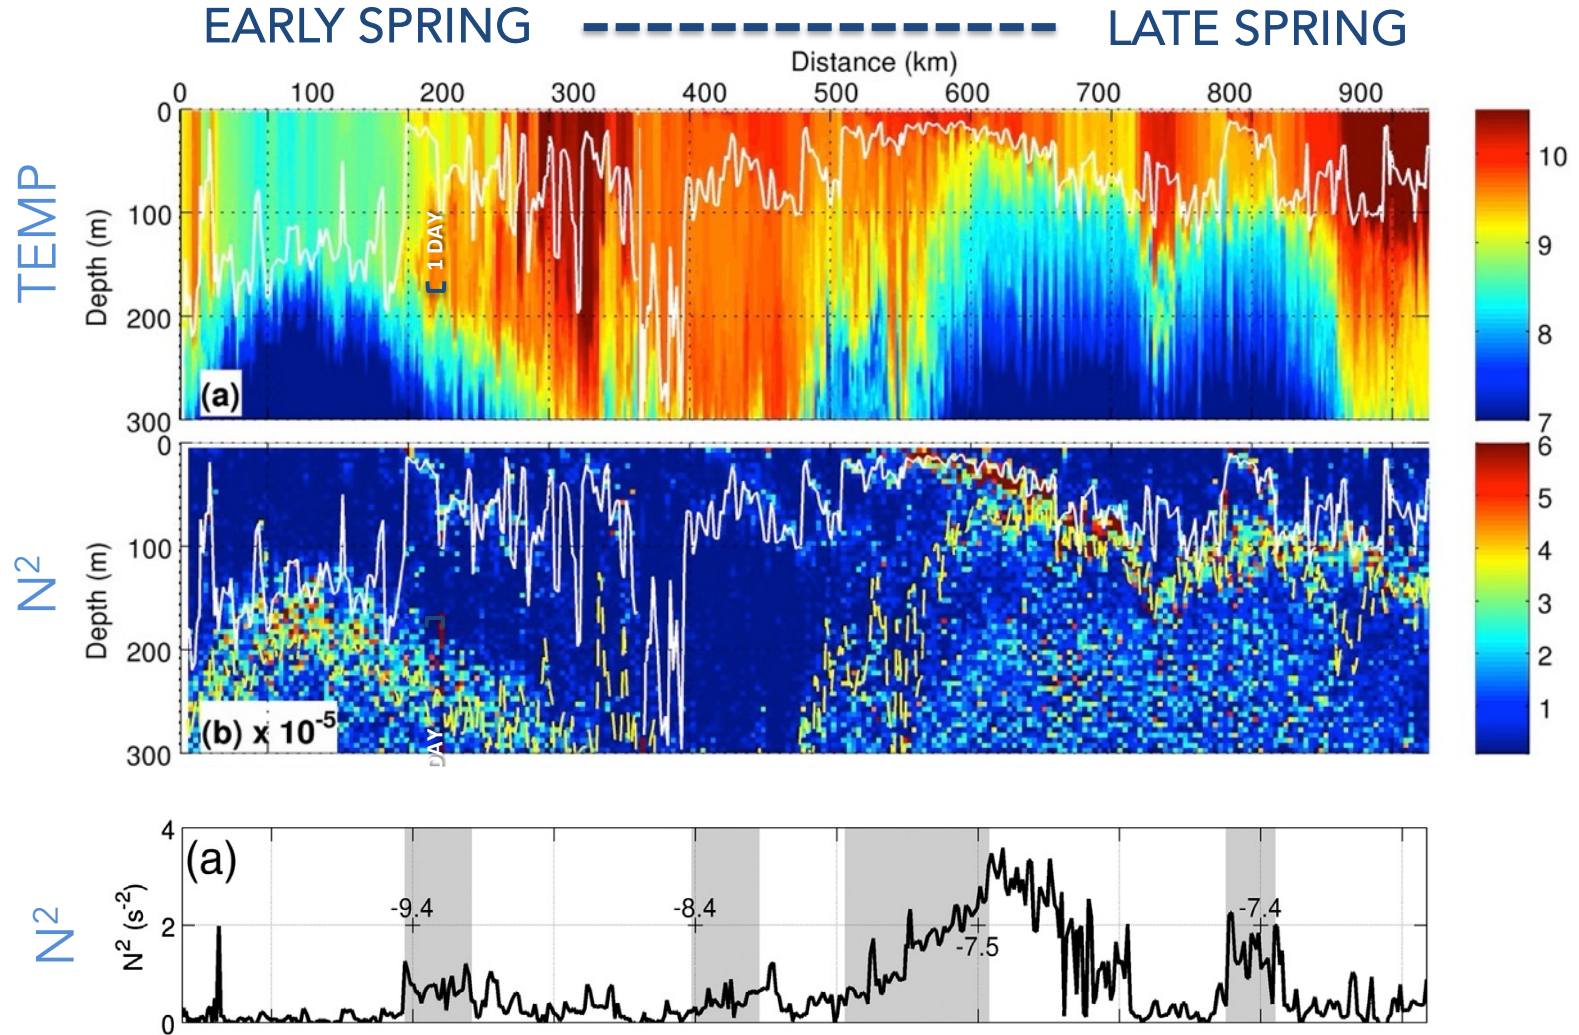 EARLY SPRING
LATE SPRING
Distance (km)
0 100 200 300 400 500 600 700 800 900
TEMP
Depth (m)
0
100
200
300
1 DAY
(a)
10
9
8
7
N²
Depth (m)
0
100
200
300
DAY
(b) x 10⁻⁵
6
5
4
3
2
1
N²
N² (s⁻²)
4
2
0
(a)
-9.4
-8.4
-7.5
-7.4